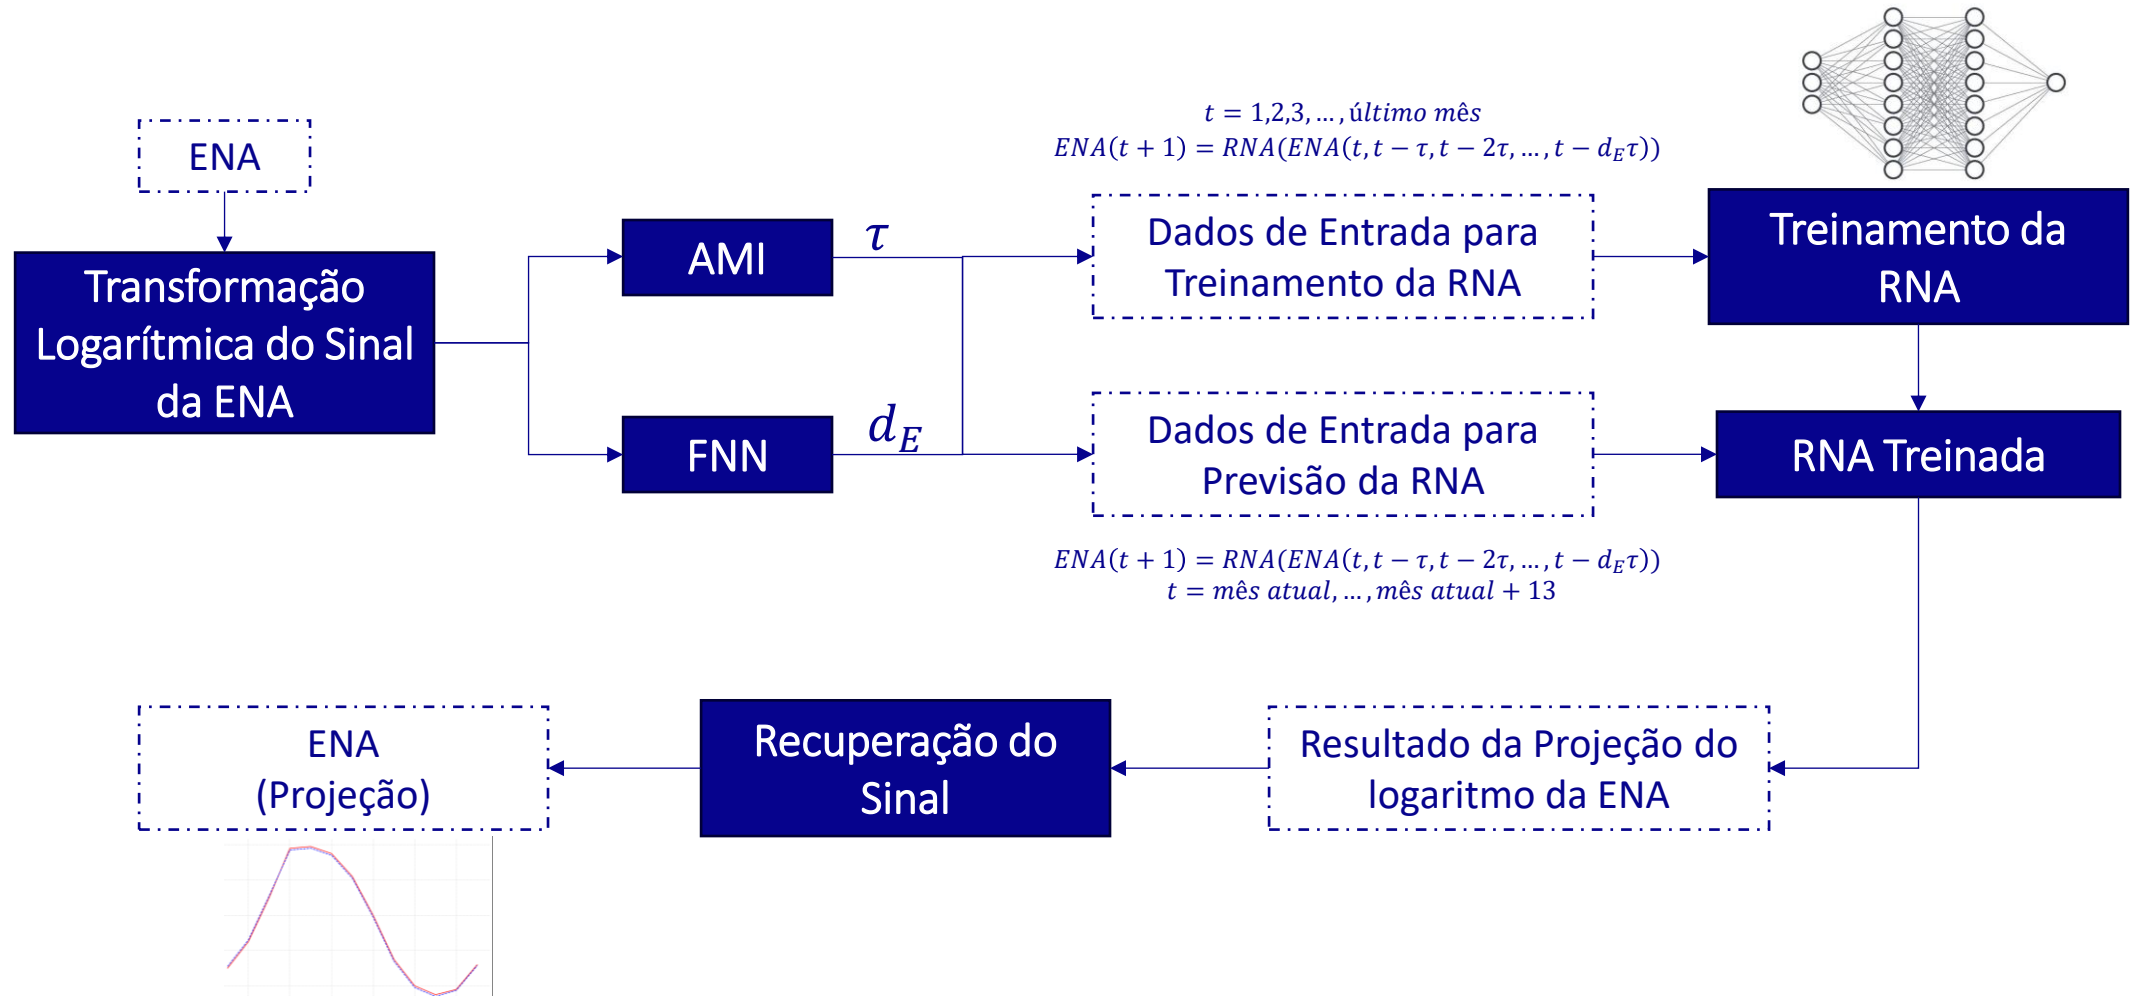 ENA
Transformação
Logarítmica do Sinal
da ENA
AMI
τ
FNN
d_E
t = 1,2,3, … , último mês
ENA(t + 1) = RNA(ENA(t, t − τ, t − 2τ, … , t − d_Eτ))
Dados de Entrada para
Treinamento da RNA
Treinamento da
RNA
Dados de Entrada para
Previsão da RNA
RNA Treinada
ENA(t + 1) = RNA(ENA(t, t − τ, t − 2τ, … , t − d_Eτ))
t = mês atual, … , mês atual + 13
Resultado da Projeção do
logaritmo da ENA
Recuperação do
Sinal
ENA
(Projeção)